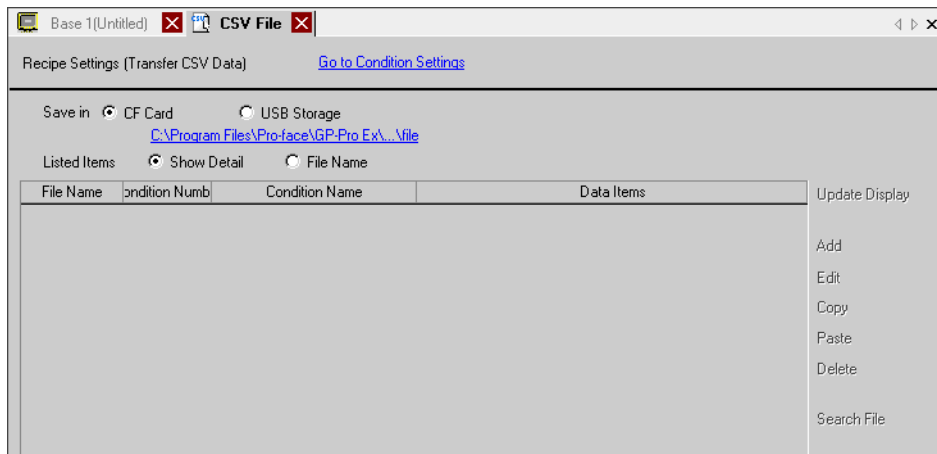 Base 1(Untitled) CSV File
Recipe Settings (Transfer CSV Data) Go to Condition Settings
Save in CF Card USB Storage
C:\Program Files\Pro-face\GP-Pro Ex\...\file
Listed Items Show Detail File Name
File Name ondition Numb Condition Name Data Items
Update Display
Add
Edit
Copy
Paste
Delete
Search File